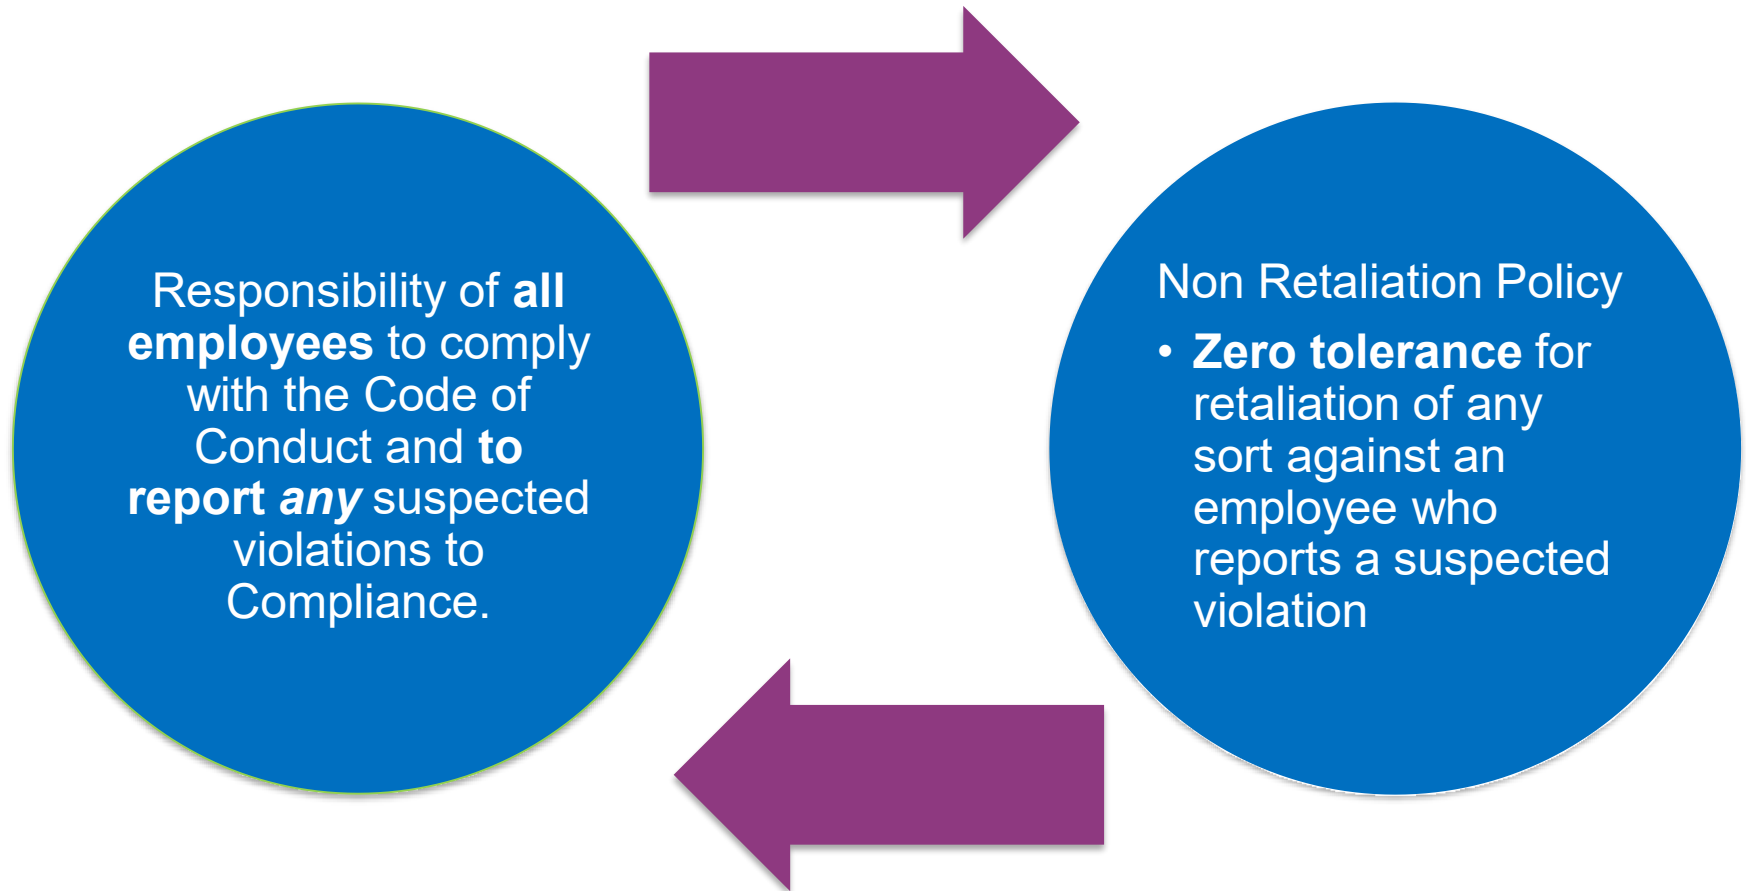 Responsibility of all
employees to comply
with the Code of
Conduct and to
report any suspected
violations to
Compliance.
Non Retaliation Policy
• Zero tolerance for
retaliation of any
sort against an
employee who
reports a suspected
violation